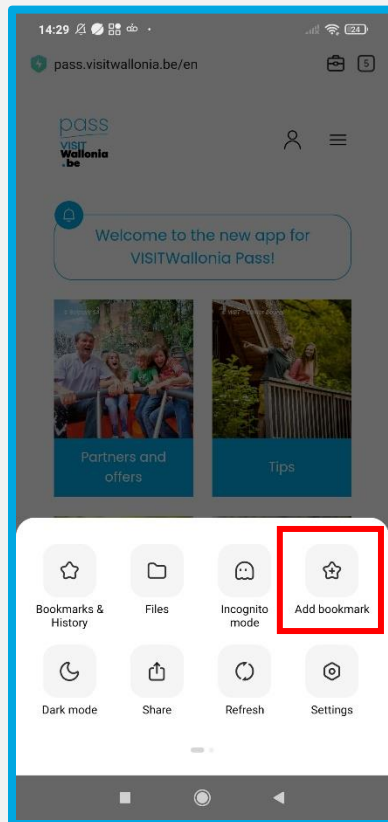 14:29
24
pass.visitwallonia.be/en
5
pass
VISIT
Wallonia
.be
Welcome to the new app for
VISITWallonia Pass!
Partners and
offers
Tips
Bookmarks &
History
Files
Incognito
mode
Add bookmark
Dark mode
Share
Refresh
Settings